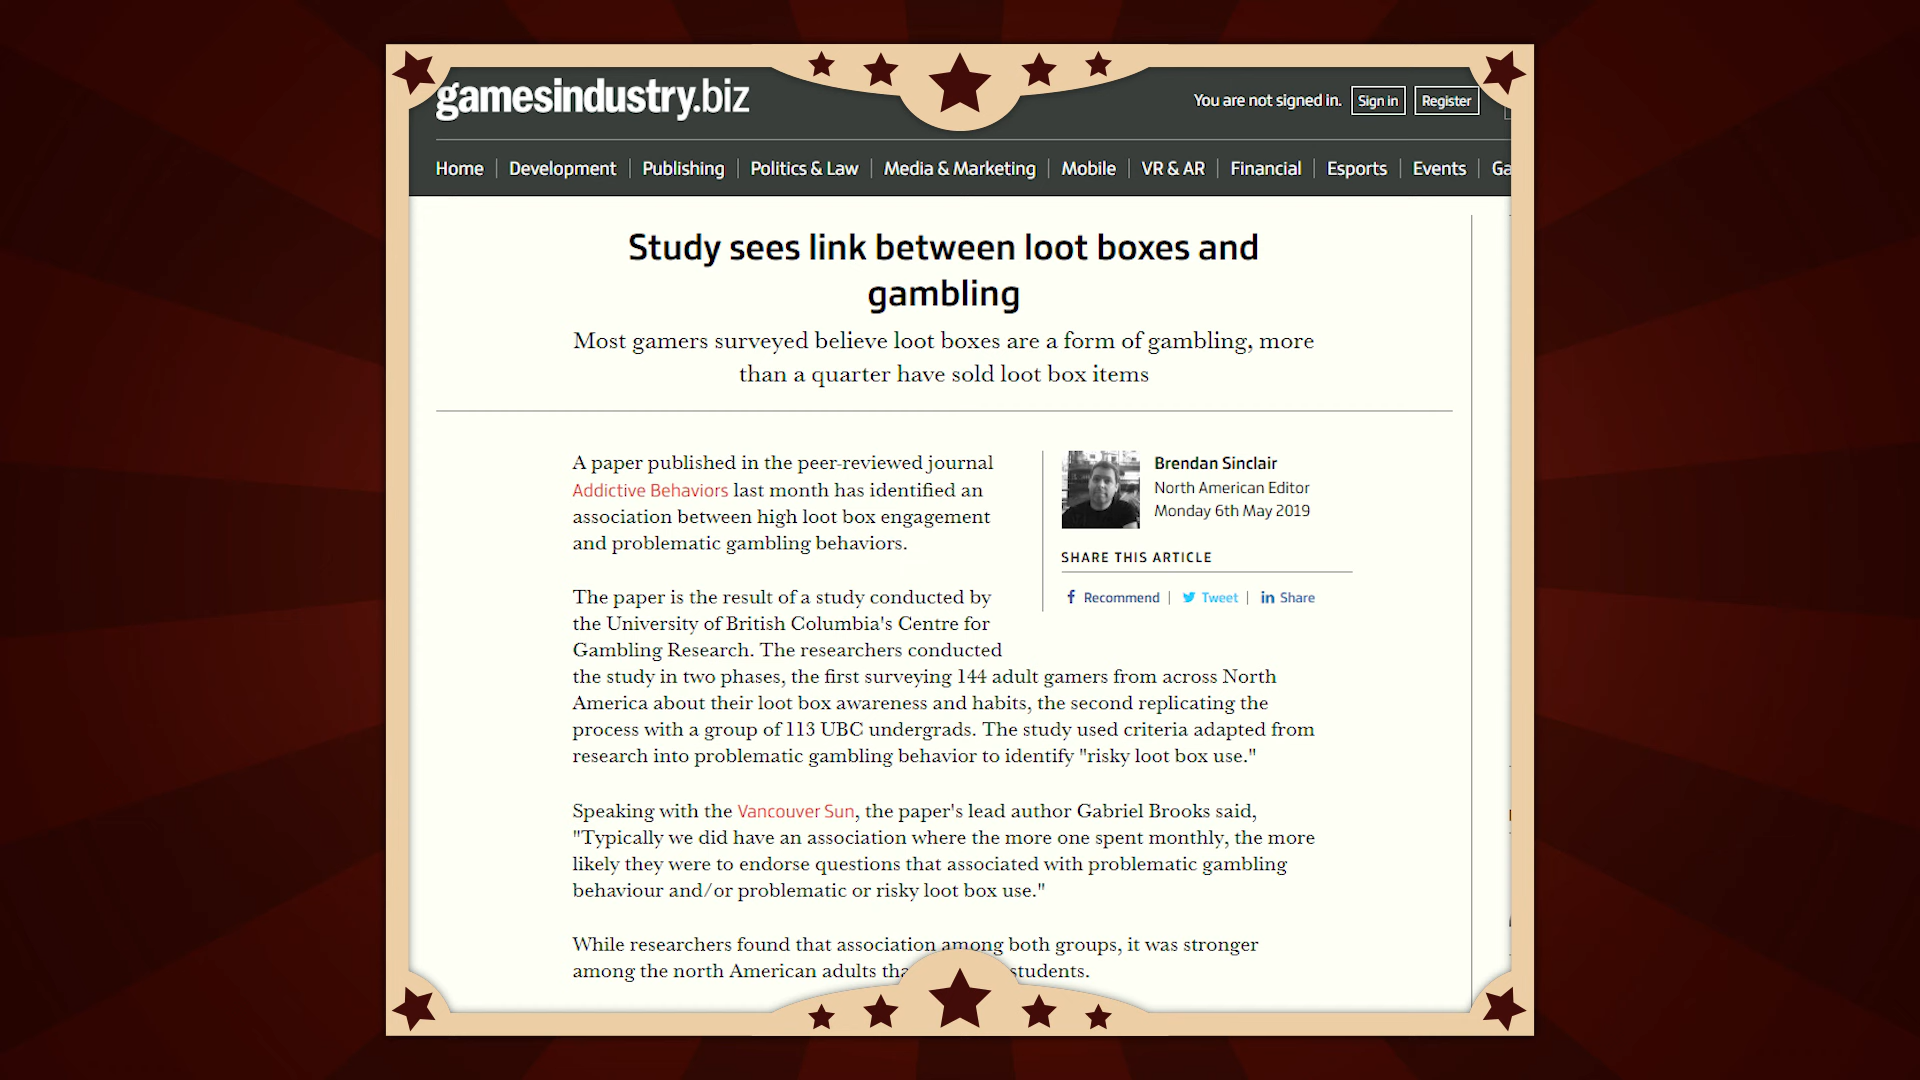 gamesindustry.biz
You are not signed in. Sign in Register
Home Development Publishing Politics & Law Media & Marketing Mobile VR & AR Financial Esports Events
Study sees link between loot boxes and
gambling
Most gamers surveyed believe loot boxes are a form of gambling, more
than a quarter have sold loot box items
A paper published in the peer-reviewed journal
Addictive Behaviors last month has identified an
association between high loot box engagement
and problematic gambling behaviors.
Brendan Sinclair
North American Editor
Monday 6th May 2019
SHARE THIS ARTICLE
Recommend Tweet in Share
The paper is the result of a study conducted by
the University of British Columbia's Centre for
Gambling Research. The researchers conducted
the study in two phases, the first surveying 144 adult gamers from across North
America about their loot box awareness and habits, the second replicating the
process with a group of 113 UBC undergrads. The study used criteria adapted from
research into problematic gambling behavior to identify "risky loot box use."
Speaking with the Vancouver Sun, the paper's lead author Gabriel Brooks said,
"Typically we did have an association where the more one spent monthly, the more
likely they were to endorse questions that associated with problematic gambling
behaviour and/or problematic or risky loot box use."
While researchers found that association among both groups, it was stronger
among the north American adults students.